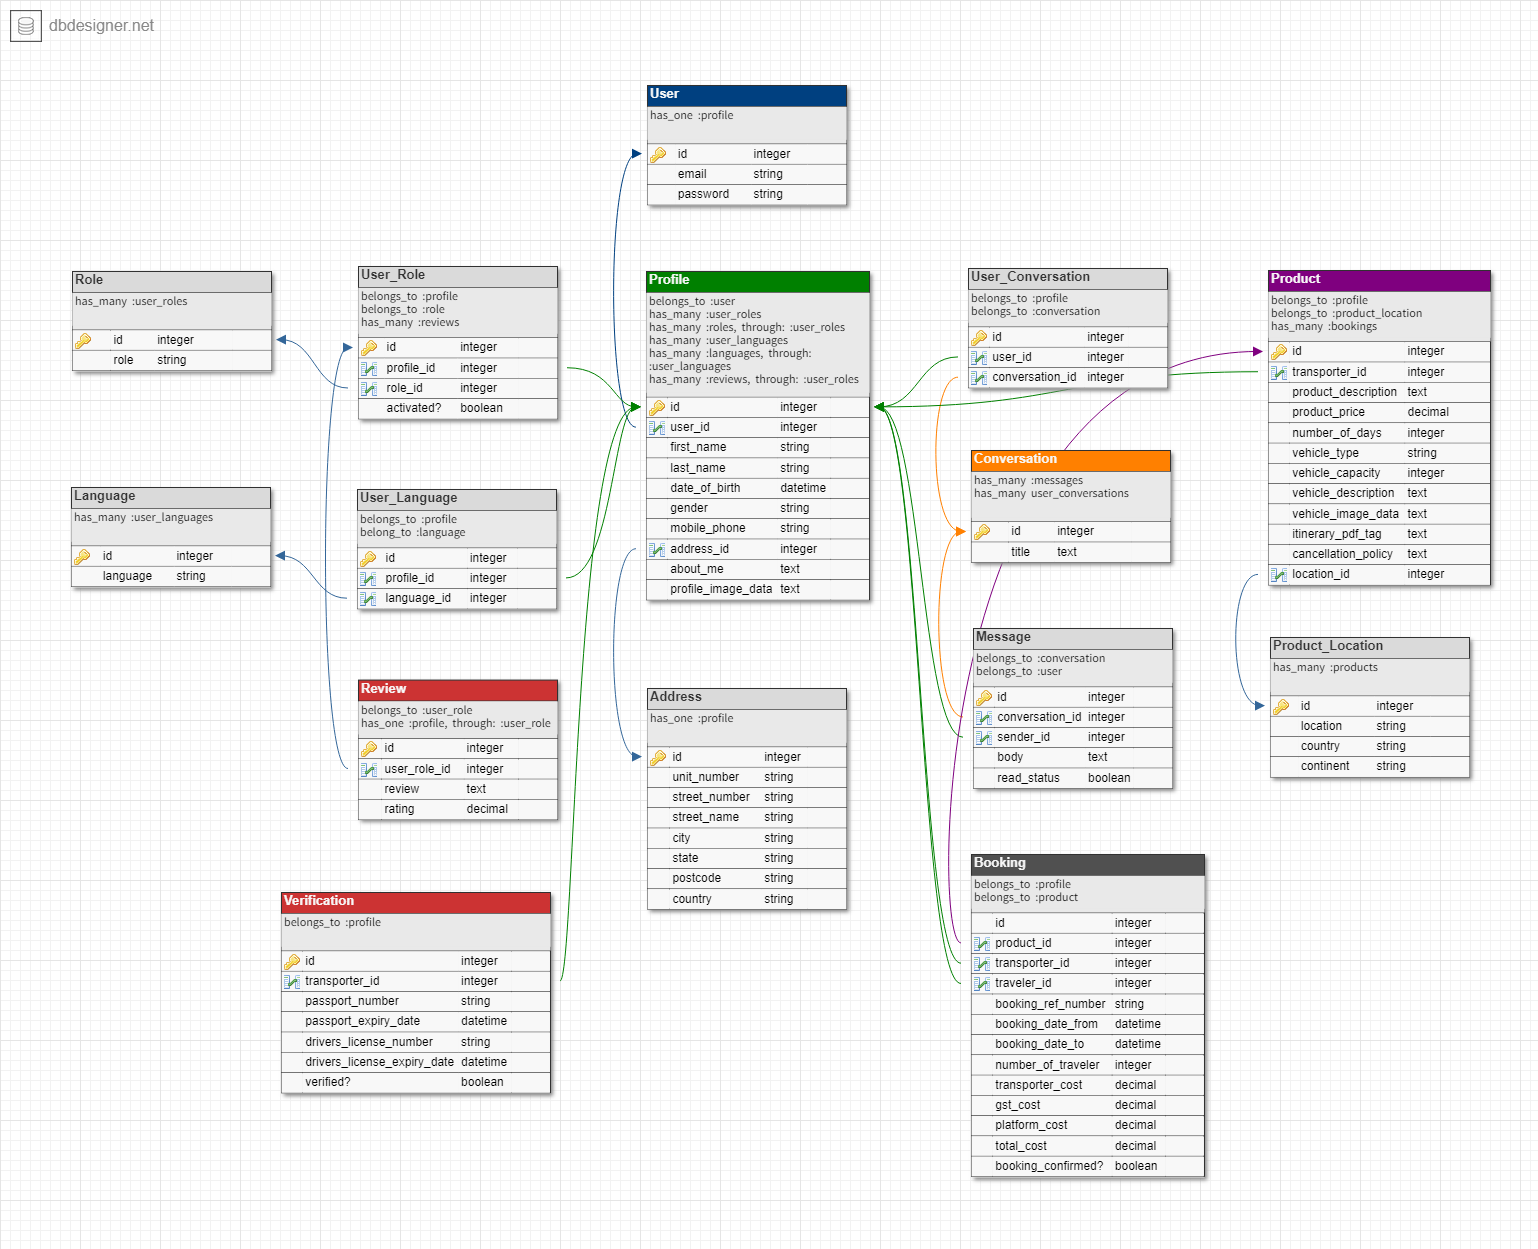 dbdesigner.net
User
has_one :profile
id integer
email string
password string
Role
has_many :user_roles
id integer
role string
User_Role
belongs_to :profile
belongs_to :role
has_many :reviews
id integer
profile_id integer
role_id integer
activated? boolean
Profile
belongs_to :user
has_many :user_roles
has_many :roles, through: :user_roles
has_many :user_languages
has_many :languages, through:
:user_languages
has_many :reviews, through: :user_roles
id integer
user_id integer
first_name string
last_name string
date_of_birth datetime
gender string
mobile_phone string
address_id integer
about_me text
profile_image_data text
User_Conversation
belongs_to :profile
belongs_to :conversation
id integer
user_id integer
conversation_id integer
Product
belongs_to :profile
belongs_to :product_location
has_many :bookings
id integer
transporter_id integer
product_description text
product_price decimal
number_of_days integer
vehicle_type string
vehicle_capacity integer
vehicle_description text
vehicle_image_data text
itinerary_pdf_tag text
cancellation_policy text
location_id integer
Language
has_many :user_languages
id integer
language string
User_Language
belongs_to :profile
belong_to :language
id integer
profile_id integer
language_id integer
Conversation
has_many :messages
has_many user_conversations
id integer
title text
Review
belongs_to :user_role
has_one :profile, through: :user_role
id integer
user_role_id integer
review text
rating decimal
Address
has_one :profile
id integer
unit_number string
street_number string
street_name string
city string
state string
postcode string
country string
Message
belongs_to :conversation
belongs_to :user
id integer
conversation_id integer
sender_id integer
body text
read_status boolean
Product_Location
has_many :products
id integer
location string
country string
continent string
Verification
belongs_to :profile
id integer
transporter_id integer
passport_number string
passport_expiry_date datetime
drivers_license_number string
drivers_license_expiry_date datetime
verified? boolean
Booking
belongs_to :profile
belongs_to :product
id integer
product_id integer
transporter_id integer
traveler_id integer
booking_ref_number string
booking_date_from datetime
booking_date_to datetime
number_of_traveler integer
transporter_cost decimal
gst_cost decimal
platform_cost decimal
total_cost decimal
booking_confirmed? boolean